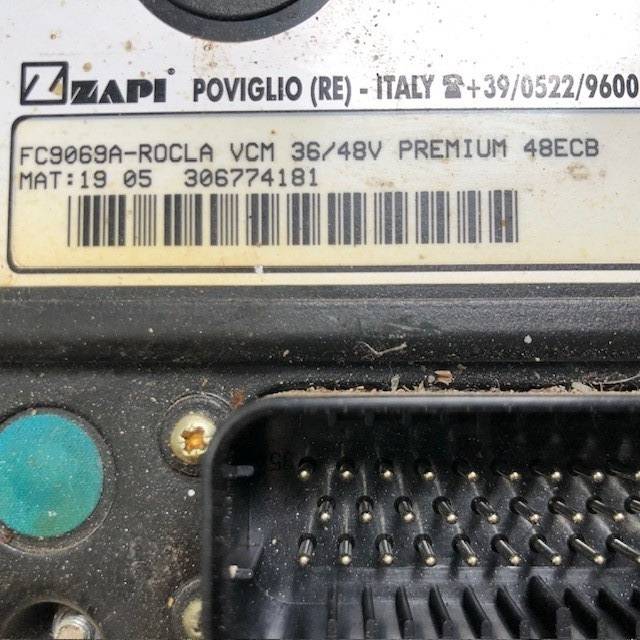 ZAPI® POVIGLIO (RE) - ITALY ☎+39/0522/9600
FC9069A-ROCLA VCM 36/48V PREMIUM 48ECB
MAT:19 05 306774181